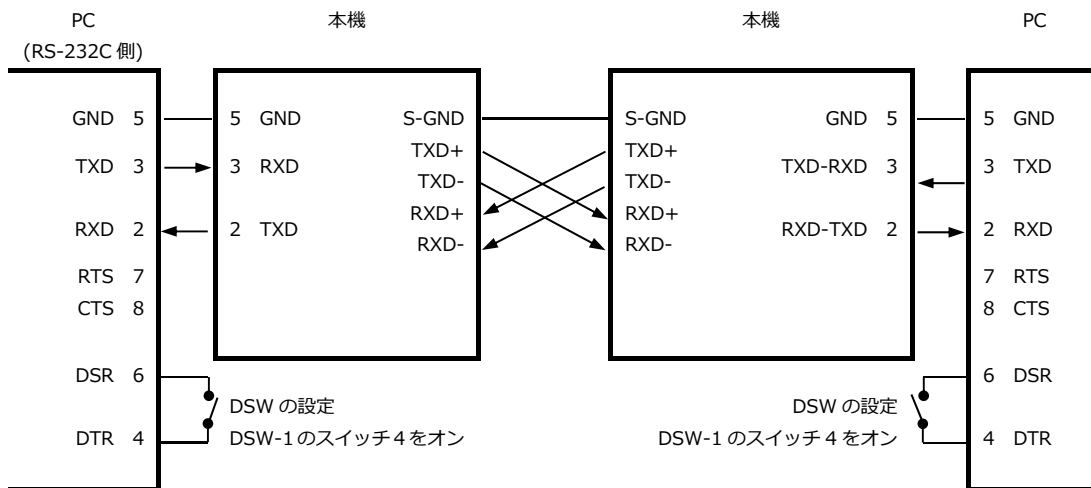 PC
(RS-232C 側)
本機
本機
PC
GND 5
5 GND
S-GND
S-GND
GND 5
5 GND
TXD 3
3 RXD
TXD+
TXD+
TXD-RXD 3
3 TXD
TXD-
TXD-
RXD 2
2 TXD
RXD+
RXD+
RXD-TXD 2
2 RXD
RXD-
RXD-
RTS 7
7 RTS
CTS 8
8 CTS
DSR 6
6 DSR
DSW の設定
DSW の設定
DTR 4
DSW-1のスイッチ4をオン
DSW-1のスイッチ4をオン
4 DTR